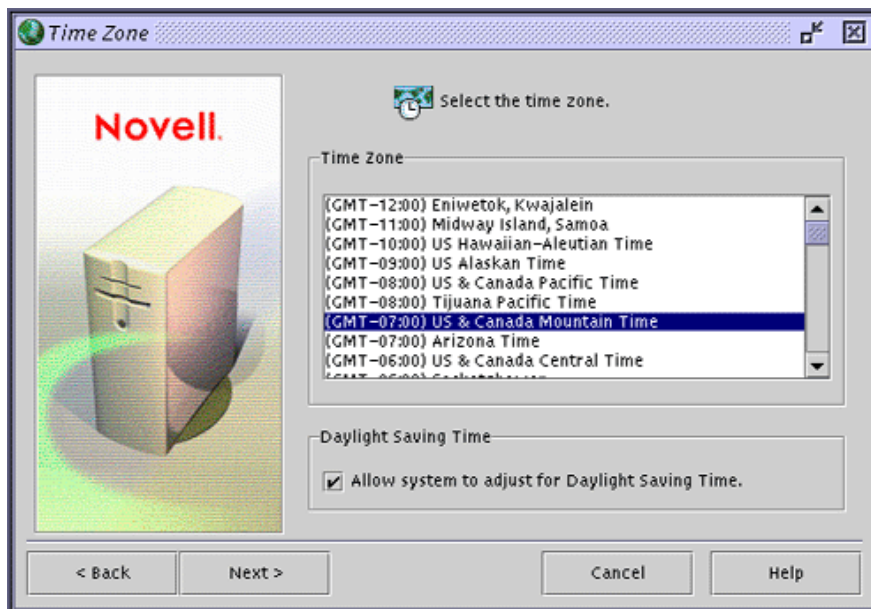 Time Zone
Novell.
Select the time zone.
Time Zone
(GMT-12:00) Eniwetok, Kwajalein
(GMT-11:00) Midway Island, Samoa
(GMT-10:00) US Hawaiian-Aleutian Time
(GMT-09:00) US Alaskan Time
(GMT-08:00) US & Canada Pacific Time
(GMT-08:00) Tijuana Pacific Time
(GMT-07:00) US & Canada Mountain Time
(GMT-07:00) Arizona Time
(GMT-06:00) US & Canada Central Time
Daylight Saving Time
Allow system to adjust for Daylight Saving Time.
< Back
Next >
Cancel
Help